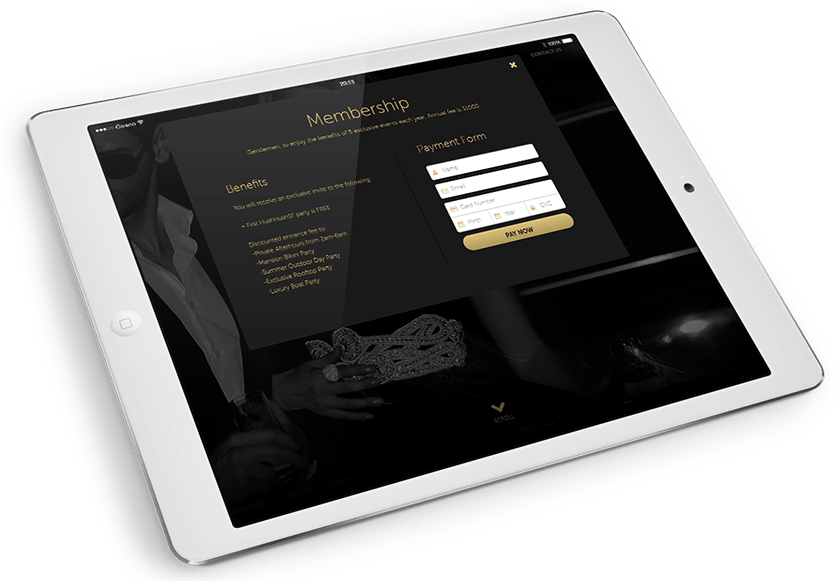 20:13
100%
CONTACT US
Membership
Gentlemen, to enjoy the benefits of 5 exclusive events each year. Annual fee is $1000
Benefits
You will receive an exclusive invite to the following:
- First HushHushSF party is FREE
Discounted entrance fee to
-Private Afterhours from 2am-6am
-Mansion Bikini Party
-Summer Outdoor Day Party
-Exclusive Rooftop Party
-Luxury Boat Party
Payment Form
Name
Email
Card Number
Mnth Year CVC
PAY NOW
SCROLL